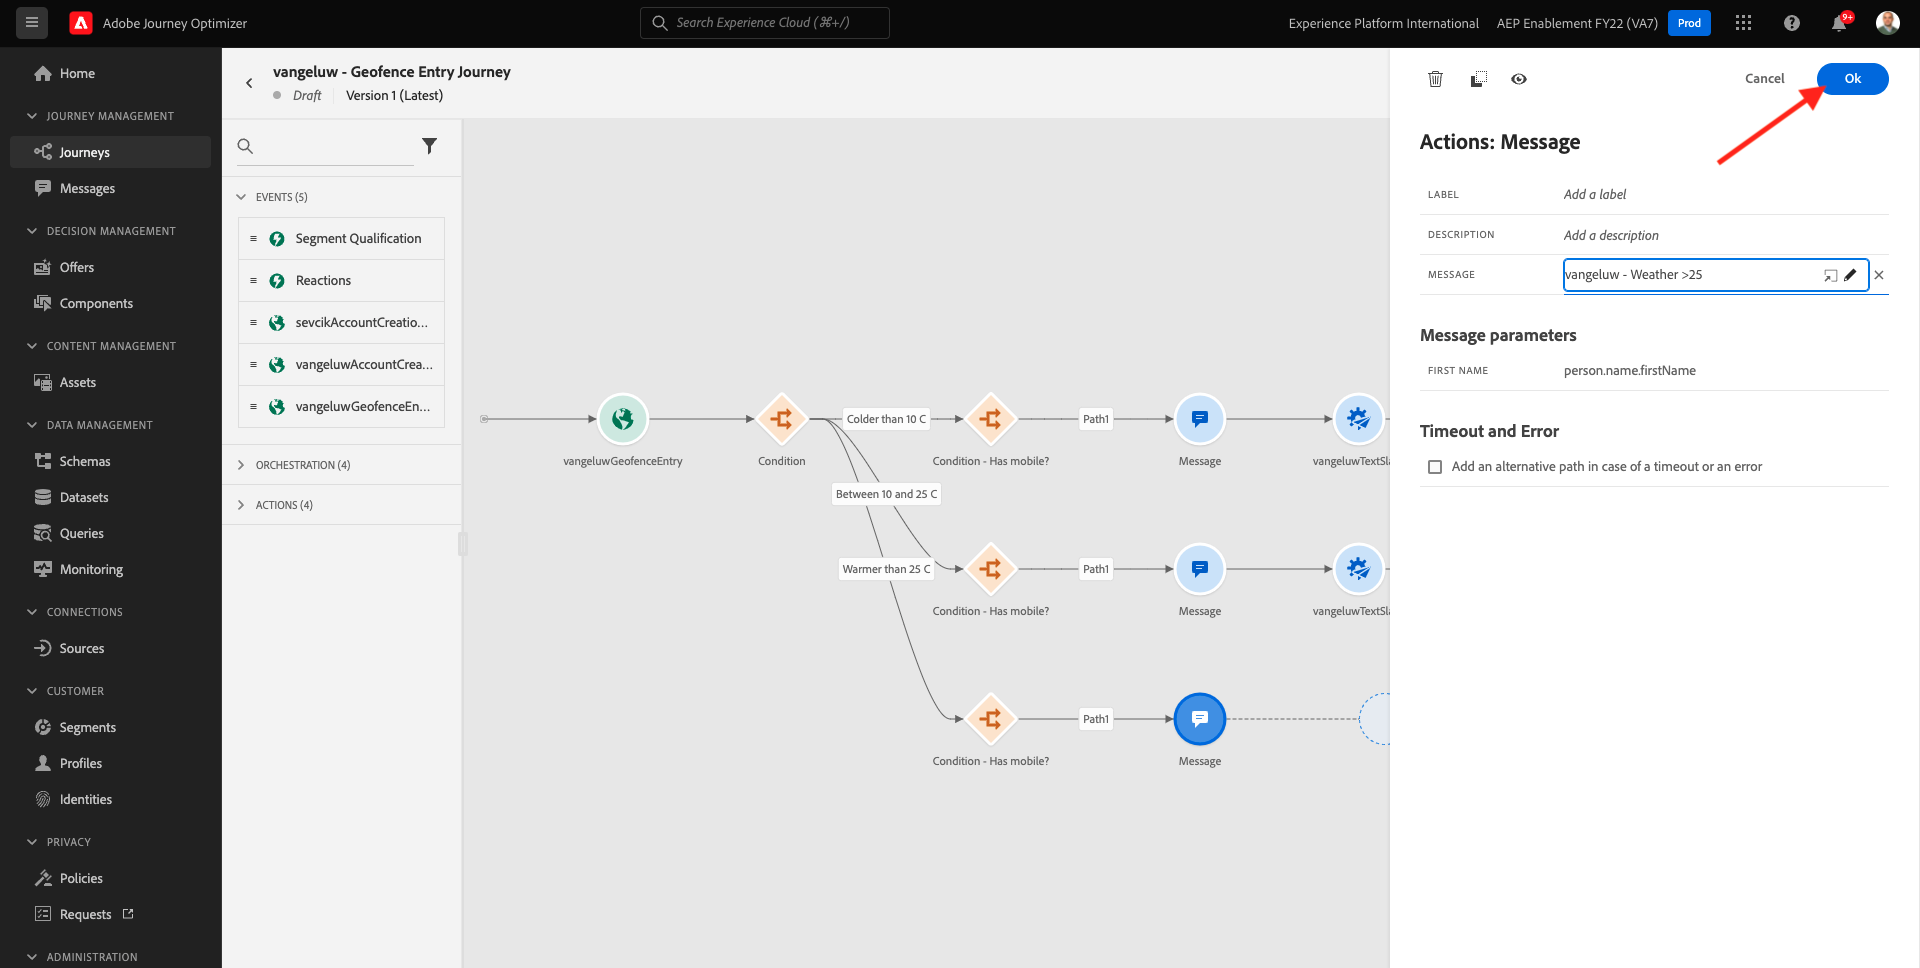 Adobe Journey Optimizer
Search Experience Cloud (⌘+/)
Experience Platform International
AEP Enablement FY22 (VA7)
Prod
9+
Home
JOURNEY MANAGEMENT
Journeys
Messages
DECISION MANAGEMENT
Offers
Components
CONTENT MANAGEMENT
Assets
DATA MANAGEMENT
Schemas
Datasets
Queries
Monitoring
CONNECTIONS
Sources
CUSTOMER
Segments
Profiles
Identities
PRIVACY
Policies
Requests
ADMINISTRATION
vangeluw - Geofence Entry Journey
Draft
Version 1 (Latest)
EVENTS (5)
Segment Qualification
Reactions
sevcikAccountCreatio...
vangeluwAccountCrea...
vangeluwGeofenceEn...
ORCHESTRATION (4)
ACTIONS (4)
vangeluwGeofenceEntry
Condition
Colder than 10 C
Condition - Has mobile?
Path1
Message
vangeluwTextSla
Between 10 and 25 C
Warmer than 25 C
Condition - Has mobile?
Path1
Message
vangeluwTextSla
Condition - Has mobile?
Path1
Message
Cancel
Ok
Actions: Message
LABEL
Add a label
DESCRIPTION
Add a description
MESSAGE
vangeluw - Weather >25
Message parameters
FIRST NAME
person.name.firstName
Timeout and Error
Add an alternative path in case of a timeout or an error